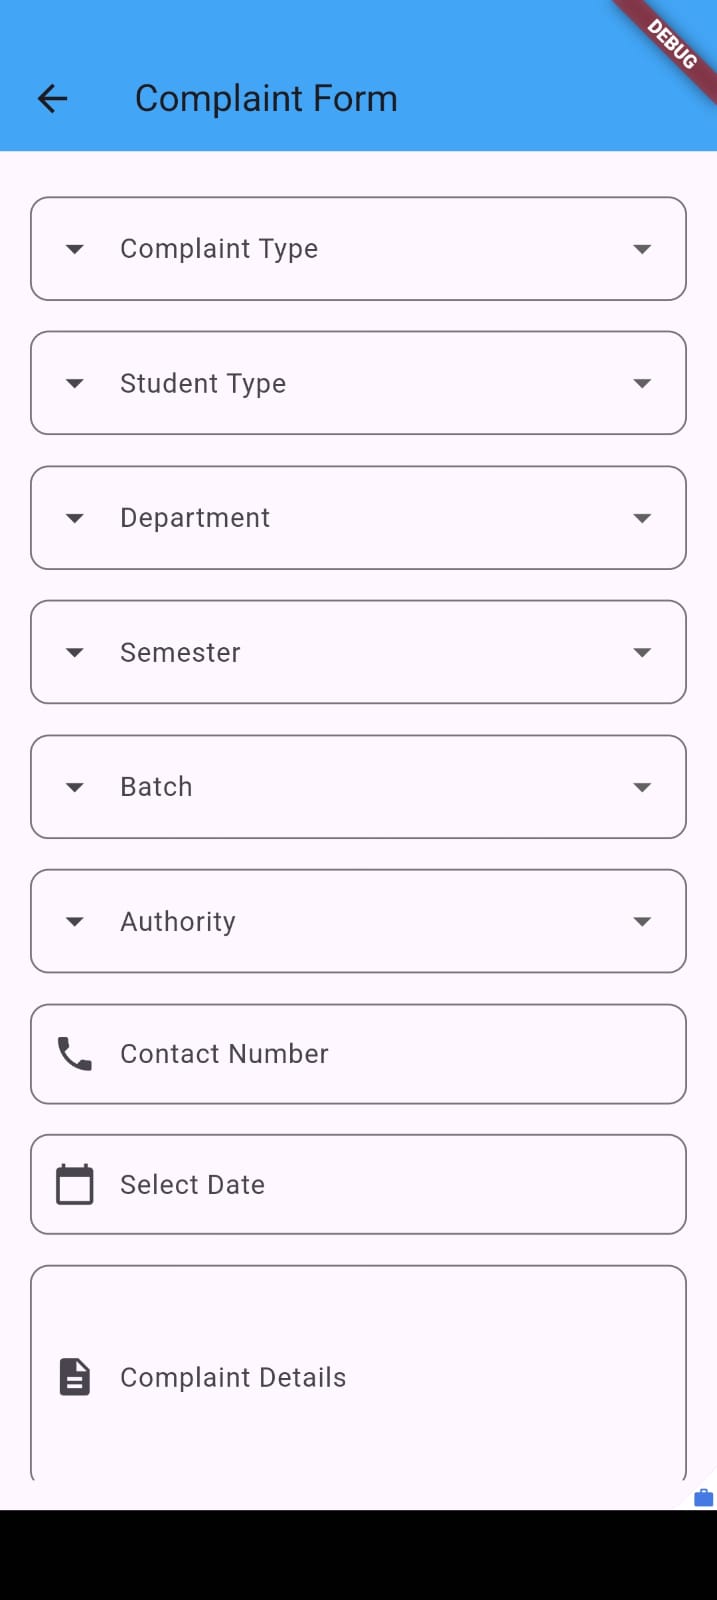 DEBUG
Complaint Form
Complaint Type
Student Type
Department
Semester
Batch
Authority
Contact Number
Select Date
Complaint Details